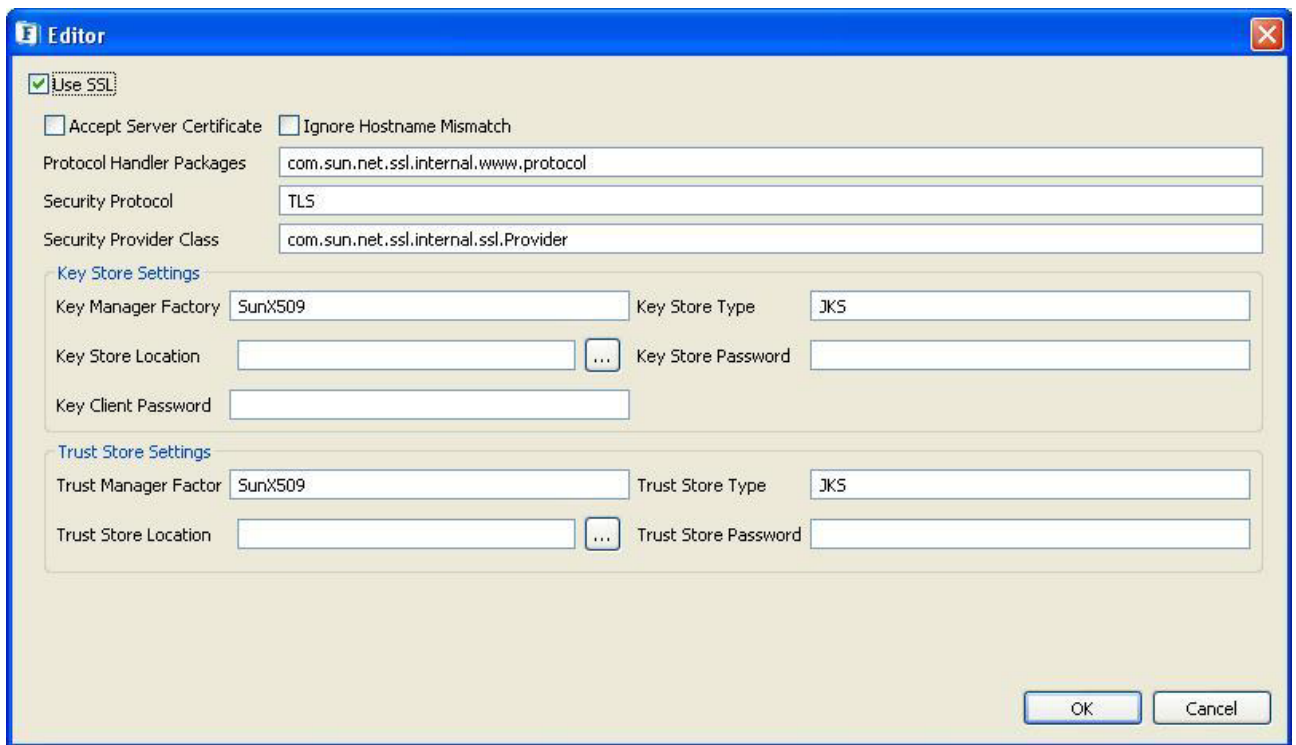 Editor
Use SSL
Accept Server Certificate Ignore Hostname Mismatch
Protocol Handler Packages com.sun.net.ssl.internal.www.protocol
Security Protocol TLS
Security Provider Class com.sun.net.ssl.internal.ssl.Provider
Key Store Settings
Key Manager Factory SunX509 Key Store Type JKS
Key Store Location ... Key Store Password
Key Client Password
Trust Store Settings
Trust Manager Factor SunX509 Trust Store Type JKS
Trust Store Location ... Trust Store Password
OK Cancel